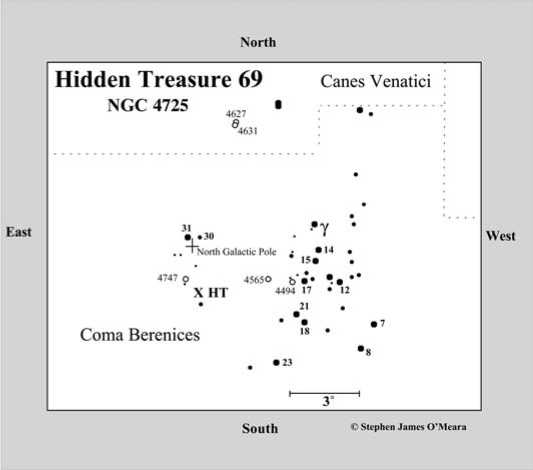 North
Hidden Treasure 69
Canes Venatici
NGC 4725
4627
4631
East
31
30
γ
West
North Galactic Pole
14
15
4747
4565
4494
17
12
X HT
21
18
7
Coma Berenices
8
23
3°
South
© Stephen James O’Meara